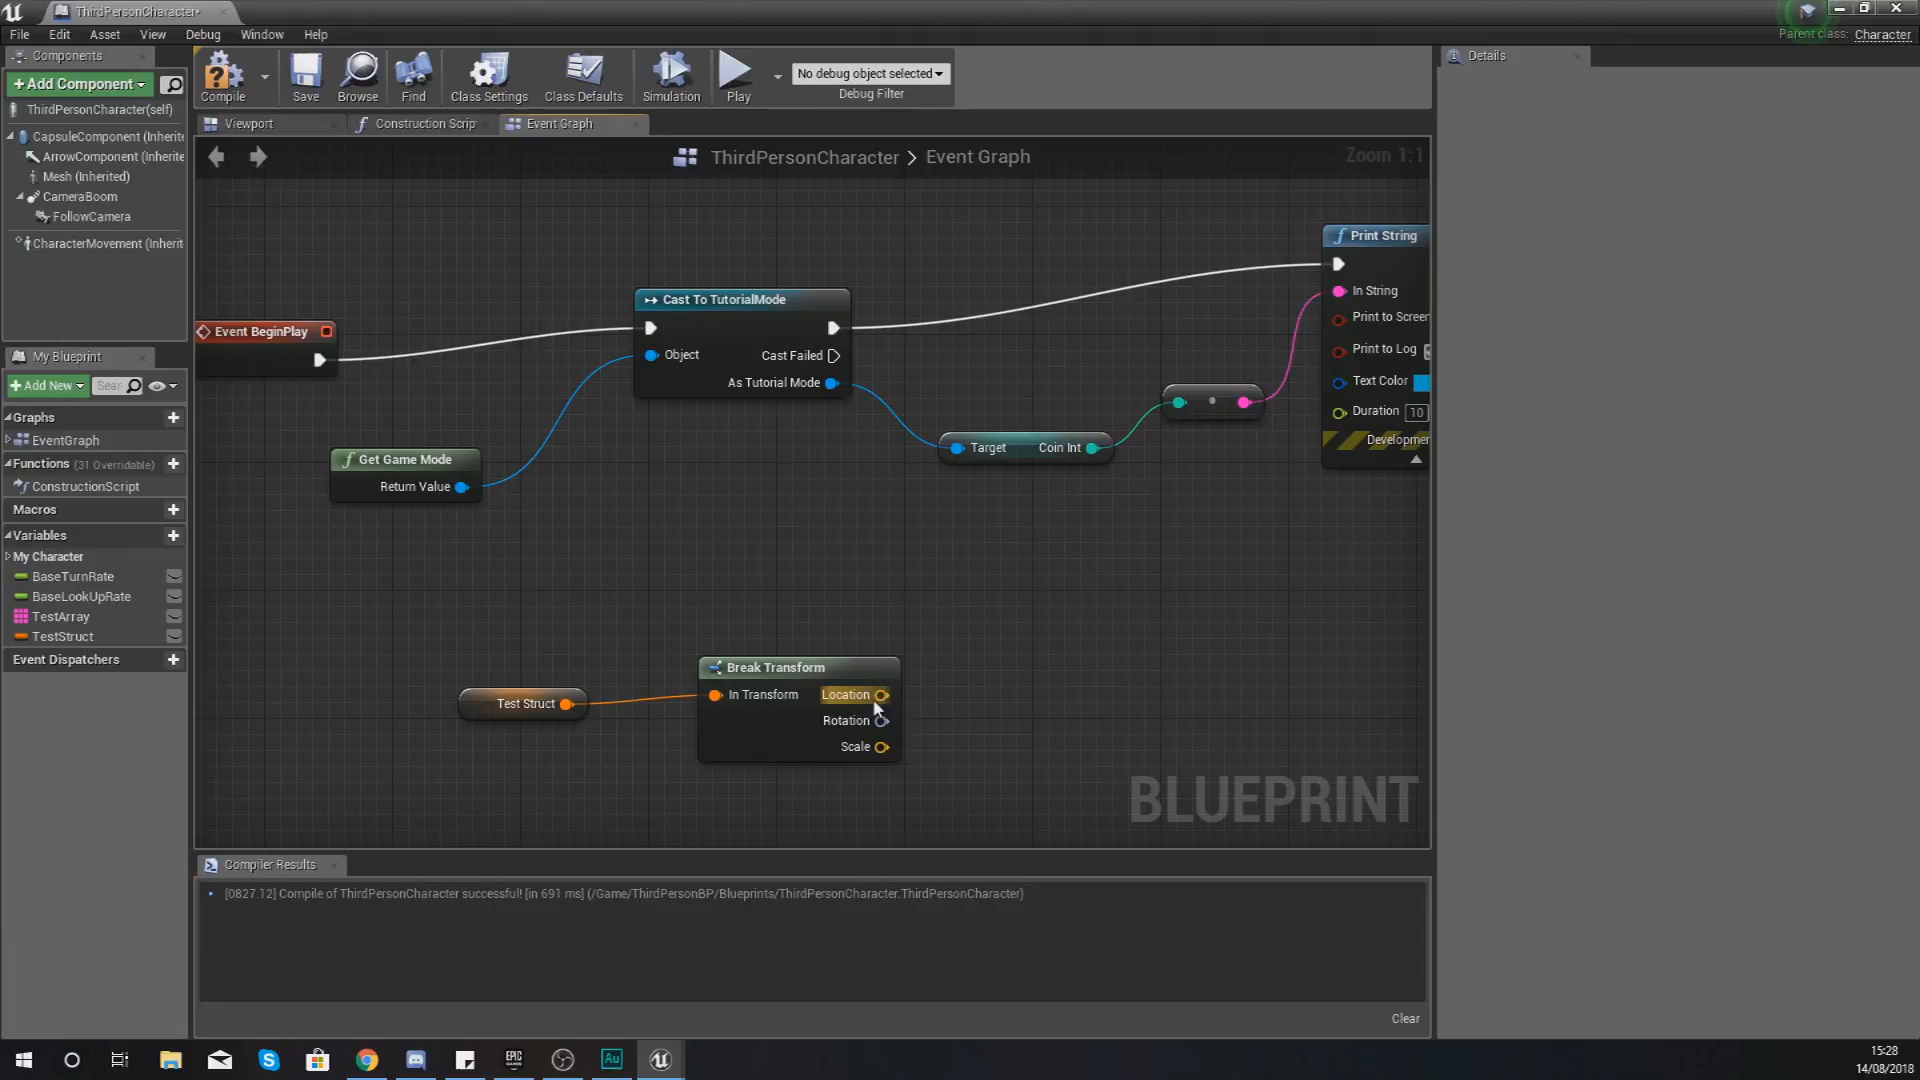 ThirdPersonCharacter*
File Edit Asset View Debug Window Help
Parent class: Character
Components
+Add Component
ThirdPersonCharacter(self)
CapsuleComponent (Inherite
ArrowComponent (Inherite
Mesh (Inherited)
CameraBoom
FollowCamera
CharacterMovement (Inherit
Compile
Save
Browse
Find
Class Settings
Class Defaults
Simulation
Play
No debug object selected
Debug Filter
Details
Viewport
Construction Scrip
Event Graph
ThirdPersonCharacter > Event Graph
Zoom 1:1
My Blueprint
+Add New
Sear
Graphs
EventGraph
Functions (31 Overridable)
ConstructionScript
Macros
Variables
My Character
BaseTurnRate
BaseLookUpRate
TestArray
TestStruct
Event Dispatchers
Event BeginPlay
Cast To TutorialMode
Object
Cast Failed
As Tutorial Mode
Get Game Mode
Return Value
Target
Coin Int
Print String
In String
Print to Screen
Print to Log
Text Color
Duration 10
Developmen
Test Struct
Break Transform
In Transform
Location
Rotation
Scale
BLUEPRINT
Compiler Results
[0827.12] Compile of ThirdPersonCharacter successful! [in 691 ms] (/Game/ThirdPersonBP/Blueprints/ThirdPersonCharacter.ThirdPersonCharacter)
Clear
EPIC
GAMES
Au
15:28
14/08/2018